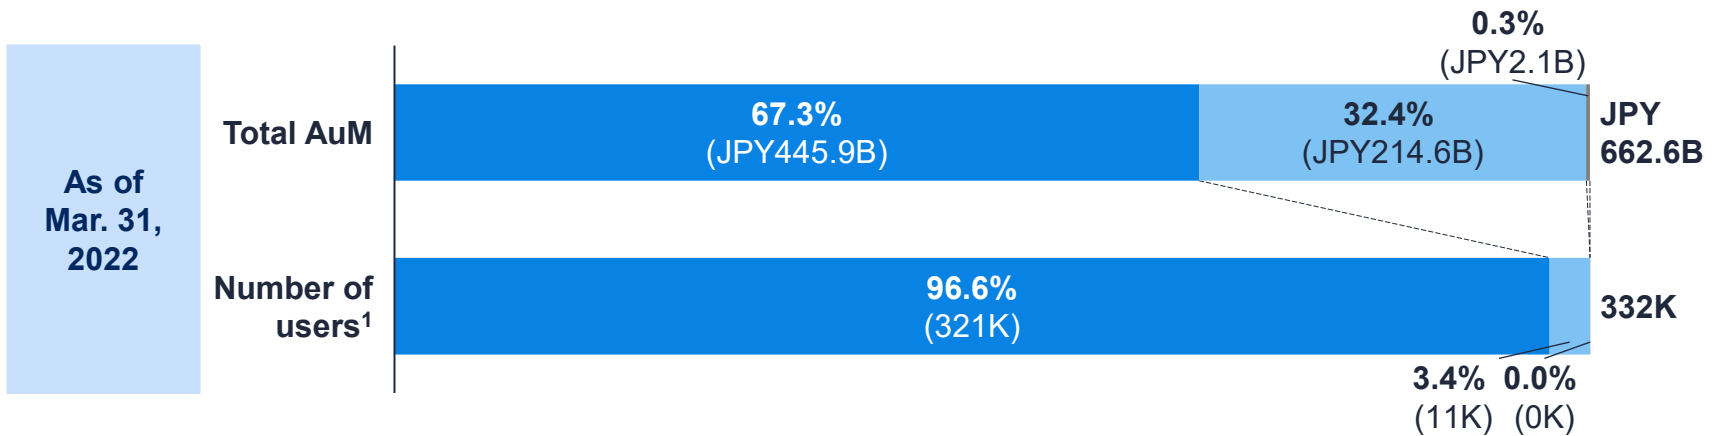 0.3%
(JPY2.1B)
As of
Mar. 31,
2022
Total AuM
67.3%
(JPY445.9B)
32.4%
(JPY214.6B)
JPY
662.6B
Number of
users¹
96.6%
(321K)
332K
3.4%
(11K)
0.0%
(0K)